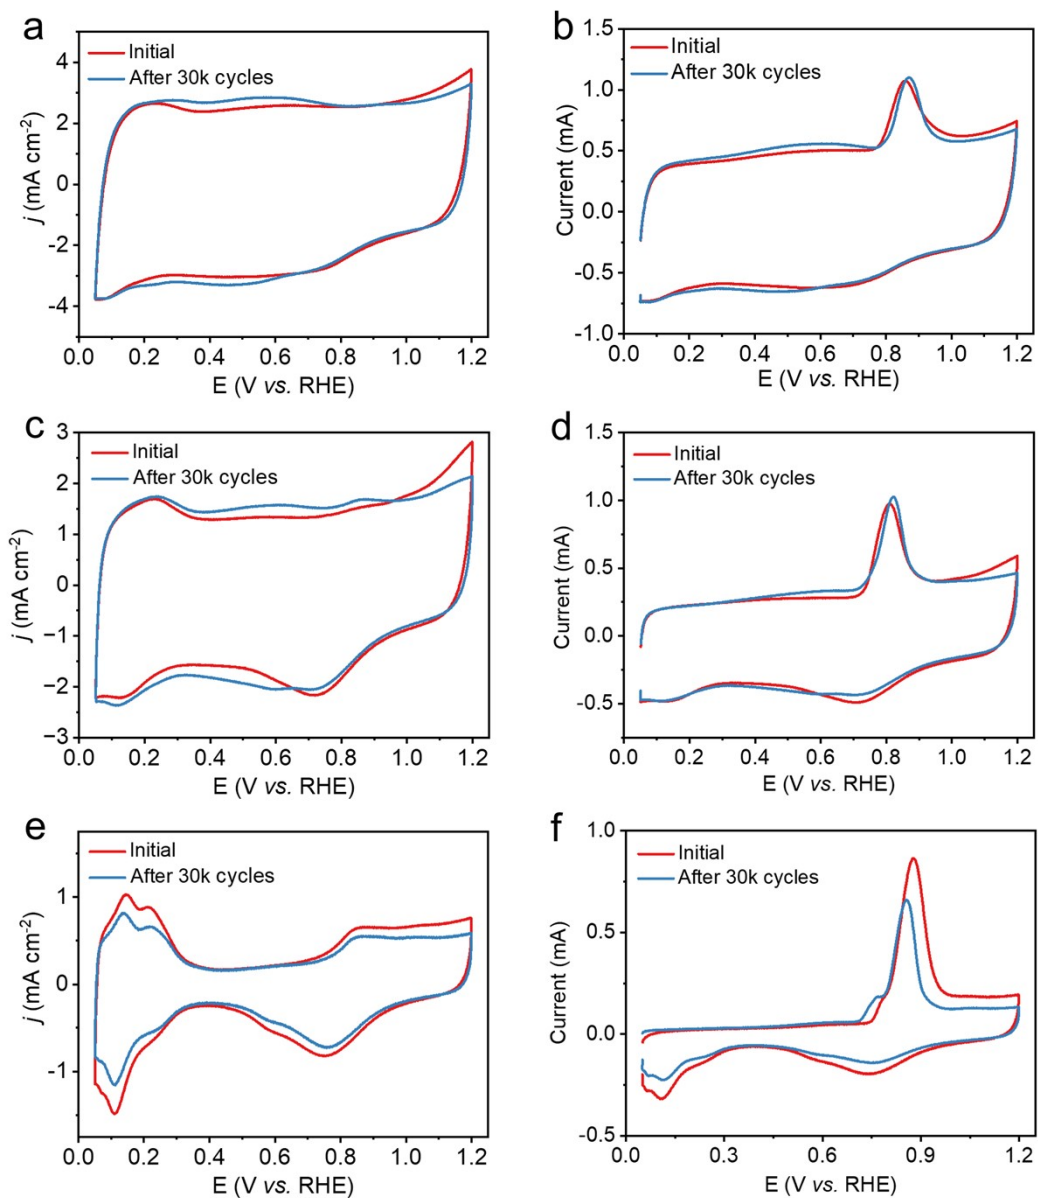 a
Initial
After 30k cycles
4
2
0
-2
-4
j (mA cm⁻²)
0.0 0.2 0.4 0.6 0.8 1.0 1.2
E (V vs. RHE)
b
Initial
After 30k cycles
1.5
1.0
0.5
0.0
-0.5
-1.0
Current (mA)
0.0 0.2 0.4 0.6 0.8 1.0 1.2
E (V vs. RHE)
c
Initial
After 30k cycles
3
2
1
0
−1
−2
−3
j (mA cm⁻²)
0.0 0.2 0.4 0.6 0.8 1.0 1.2
E (V vs. RHE)
d
Initial
After 30k cycles
1.5
1.0
0.5
0.0
-0.5
Current (mA)
0.0 0.2 0.4 0.6 0.8 1.0 1.2
E (V vs. RHE)
e
Initial
After 30k cycles
1
0
-1
j (mA cm⁻²)
0.0 0.2 0.4 0.6 0.8 1.0 1.2
E (V vs. RHE)
f
Initial
After 30k cycles
1.0
0.5
0.0
-0.5
Current (mA)
0.0 0.3 0.6 0.9 1.2
E (V vs. RHE)